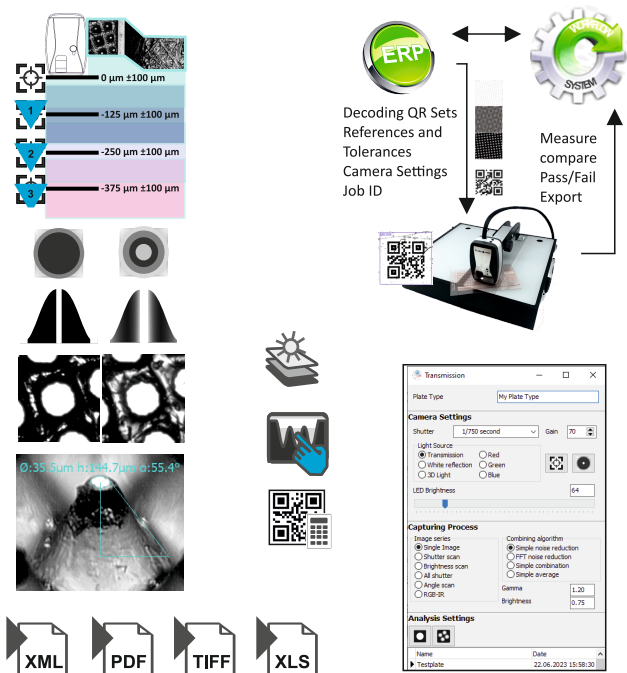 0 µm ±100 µm
1
-125 µm ±100 µm
2
-250 µm ±100 µm
3
-375 µm ±100 µm
Ø:35.5µm h:144.7µm α:55.4°
XML
PDF
TIFF
XLS
ERP
WORKFLOW
SYSTEM
Decoding QR Sets
References and
Tolerances
Camera Settings
Job ID
Measure
compare
Pass/Fail
Export
Transmission
Plate Type
My Plate Type
Camera Settings
Shutter
1/750 second
Gain
70
Light Source
Transmission
Red
White reflection
Green
3D Light
Blue
LED Brightness
64
Capturing Process
Image series
Single Image
Shutter scan
Brightness scan
All shutter
Angle scan
RGB-IR
Combining algorithm
Simple noise reduction
FFT noise reduction
Simple combination
Simple average
Gamma
1.20
Brightness
0.75
Analysis Settings
Name
Date
Testplate
22.06.2023 15:58:30